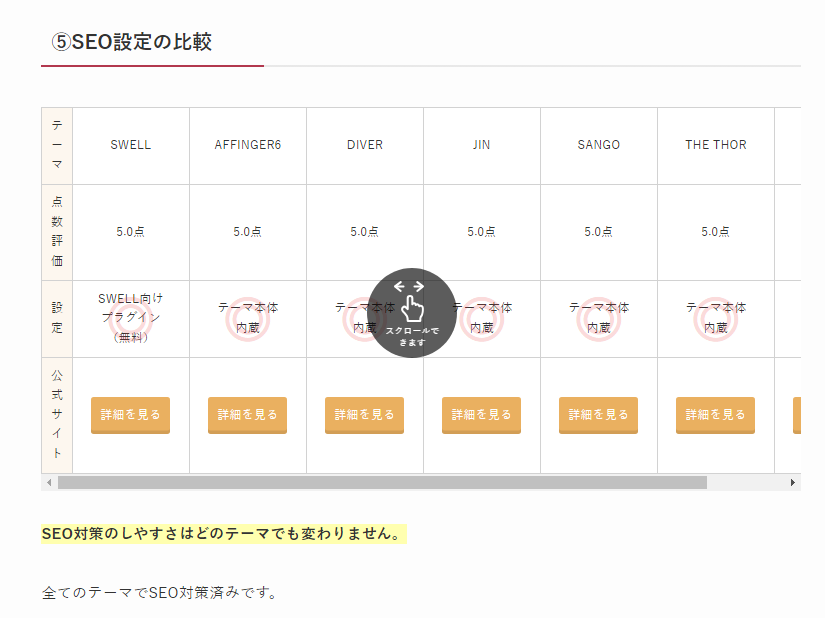 ⑤SEO設定の比較
テーマ SWELL AFFINGER6 DIVER JIN SANGO THE THOR
点数評価 5.0点 5.0点 5.0点 5.0点 5.0点 5.0点
設定 SWELL向けプラグイン（無料） テーマ本体内蔵 テーマ本体内蔵 テーマ本体内蔵 テーマ本体内蔵 テーマ本体内蔵
スクロールで
きます
公式サイト 詳細を見る 詳細を見る 詳細を見る 詳細を見る 詳細を見る 詳細を見る
SEO対策のしやすさはどのテーマでも変わりません。
全てのテーマでSEO対策済みです。